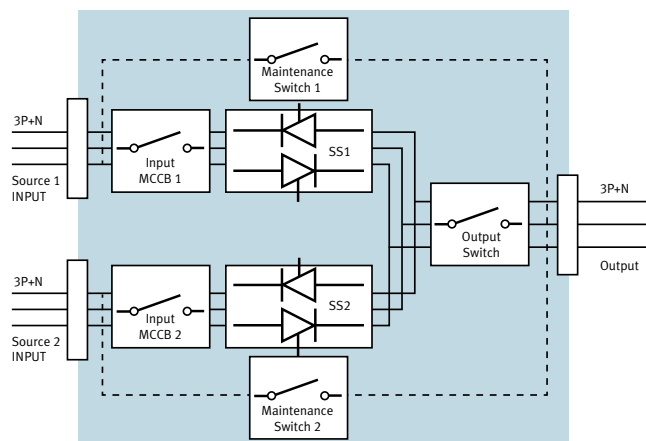 Maintenance
Switch 1
3P+N
Input
MCCB 1
SS1
Source 1
INPUT
3P+N
Output
Switch
Output
3P+N
Input
MCCB 2
SS2
Source 2
INPUT
Maintenance
Switch 2